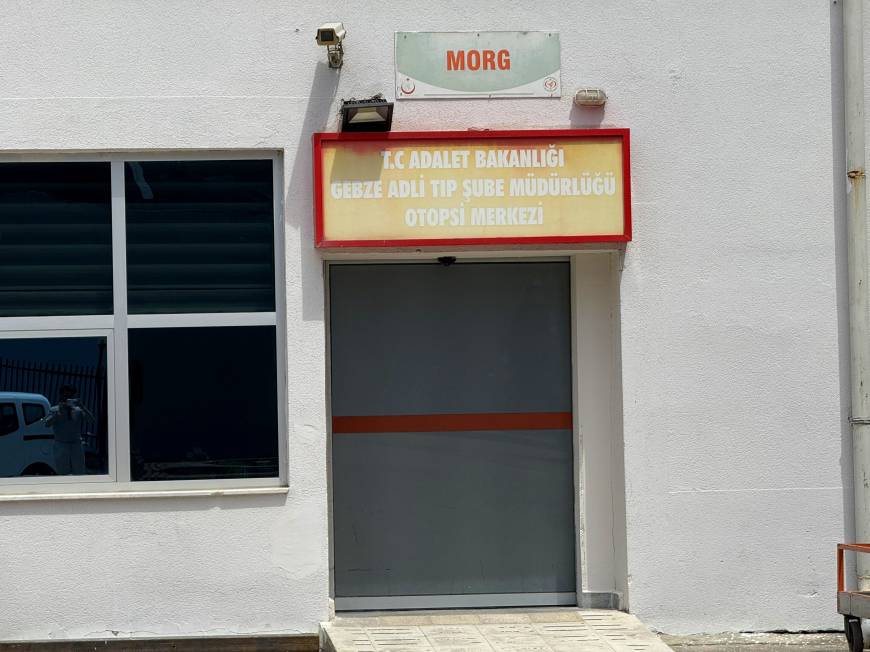 MORG
T.C ADALET BAKANLIĞI
GEBZE ADLİ TIP ŞUBE MÜDÜRLÜĞÜ
OTOPSİ MERKEZİ